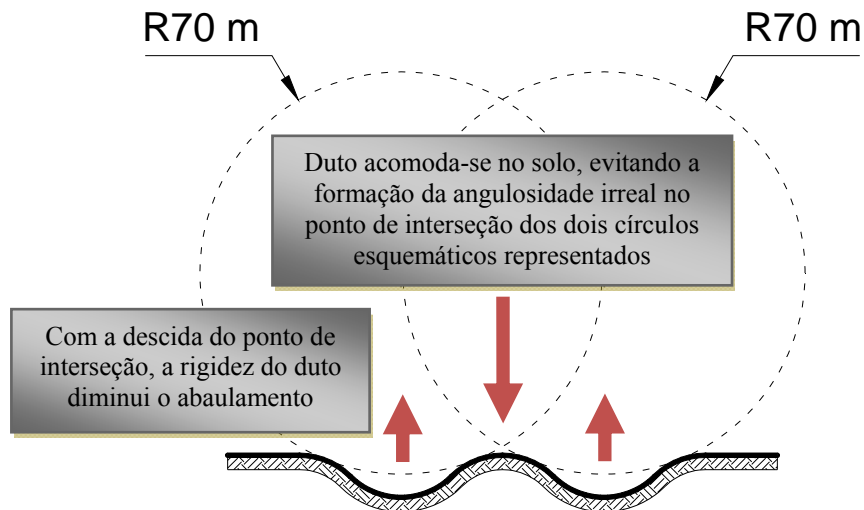 R70 m
R70 m
Duto acomoda-se no solo, evitando a
formação da angulosidade irreal no
ponto de interseção dos dois círculos
esquemáticos representados
Com a descida do ponto de
interseção, a rigidez do duto
diminui o abaulamento